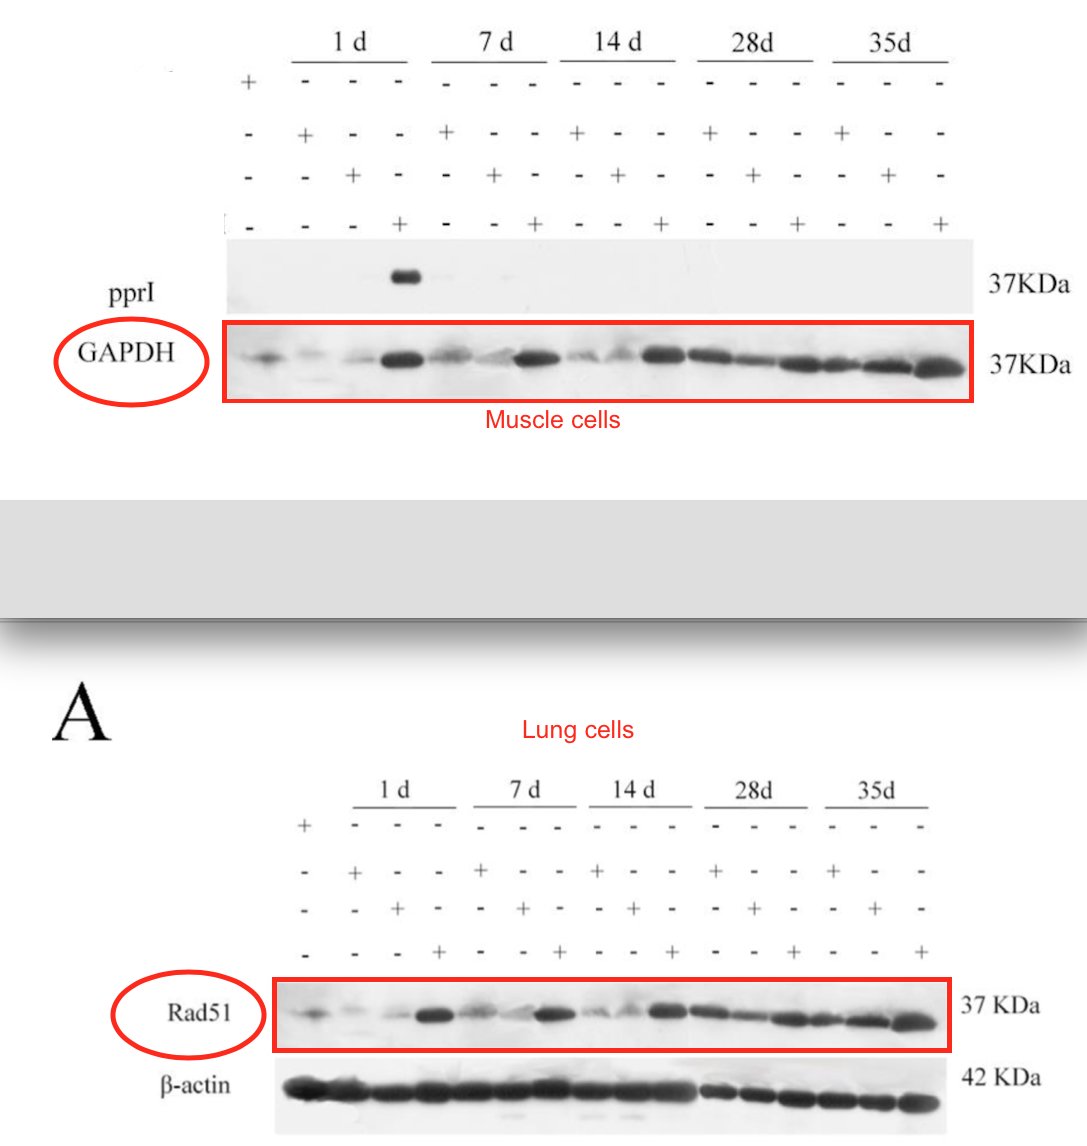 1 d 7 d 14 d 28d 35d
+ - - - - - - - - - - - - - - -
- + - - + - - + - - + - - + - -
- - + - - + - - + - - + - - + -
- - - + - - + - - + - - + - - +
pprI 37KDa
GAPDH 37KDa
Muscle cells
A
Lung cells
1 d 7 d 14 d 28d 35d
+ - - - - - - - - - - - - - - -
- + - - + - - + - - + - - + - -
- - + - - + - - + - - + - - + -
- - - + - - + - - + - - + - - +
Rad51 37 KDa
β-actin 42 KDa